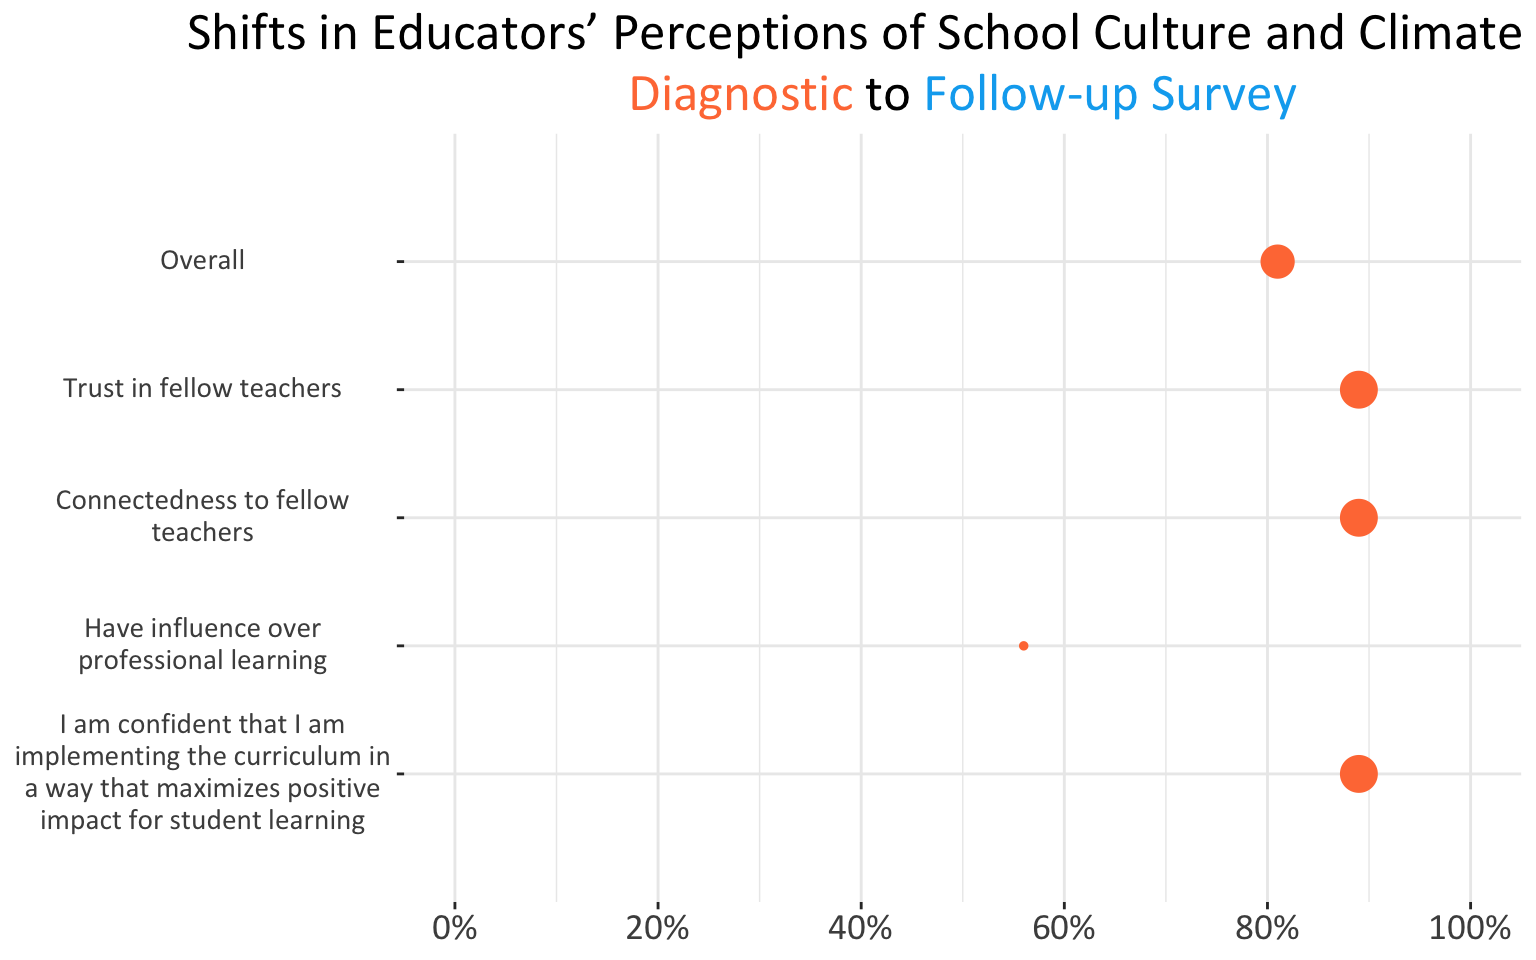 Shifts in Educators’ Perceptions of School Culture and Climate
Diagnostic to Follow-up Survey
Overall
Trust in fellow teachers
Connectedness to fellow
teachers
Have influence over
professional learning
I am confident that I am
implementing the curriculum in
a way that maximizes positive
impact for student learning
0% 20% 40% 60% 80% 100%